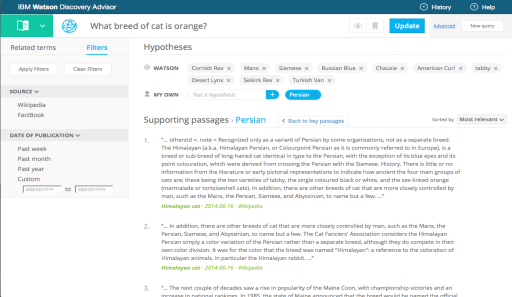 IBM Watson Discovery Advisor
History
Help
What breed of cat is orange?
Update
Advanced
New query
Related terms
Filters
Apply Filters
Clear Filters
SOURCE
Wikipedia
FactBook
DATE OF PUBLICATION
Past week
Past month
Past year
Custom
MM/DD/YYYY to MM/DD/YYYY
Hypotheses
WATSON
Cornish Rex ×
Manx ×
Siamese ×
Russian Blue ×
Chausie ×
American Curl ×
tabby ×
Desert Lynx ×
Selkirk Rex ×
Turkish Van ×
MY OWN
Test a hypothesis
+
Persian
Supporting passages › Persian
Back to key passages
Sorted by Most relevant
1.
"... othersId =. note = Recognized only as a variant of Persian by some organizations, not as a separate breed.
The Himalayan (a.k.a. Himalayan Persian, or Colourpoint Persian as it is commonly referred to in Europe), is a
breed or sub-breed of long-haired cat identical in type to the Persian, with the exception of its blue eyes and its
point colouration, which were derived from crossing the Persian with the Siamese. History. There is little or no
information from the literature or early pictorial representations to indicate how ancient the four main groups of
cats are; these being the two varieties of tabby, the single coloured black or white, and the sex-linked orange
(marmalade or tortoiseshell cats). In addition, there are other breeds of cat that are more closely controlled by
man, such as the Manx, the Persian, Siamese, and Abyssinian, to name but a few. ..."
Himalayan cat - 2014-06-16 - Wikipedia
2.
"... In addition, there are other breeds of cat that are more closely controlled by man, such as the Manx, the
Persian, Siamese, and Abyssinian, to name but a few. The Cat Fanciers' Association considers the Himalayan
Persian simply a color variation of the Persian rather than a separate breed, although they do compete in their
own color division. It was for the color that the breed was named "Himalayan": a reference to the coloration of
Himalayan animals, in particular the Himalayan rabbit. ..."
Himalayan cat - 2014-06-16 - Wikipedia
3.
"... The next couple of decades saw a rise in popularity of the Maine Coon, with championship victories and an
increase in national rankings. In 1985, the state of Maine announced that the breed would be named the official